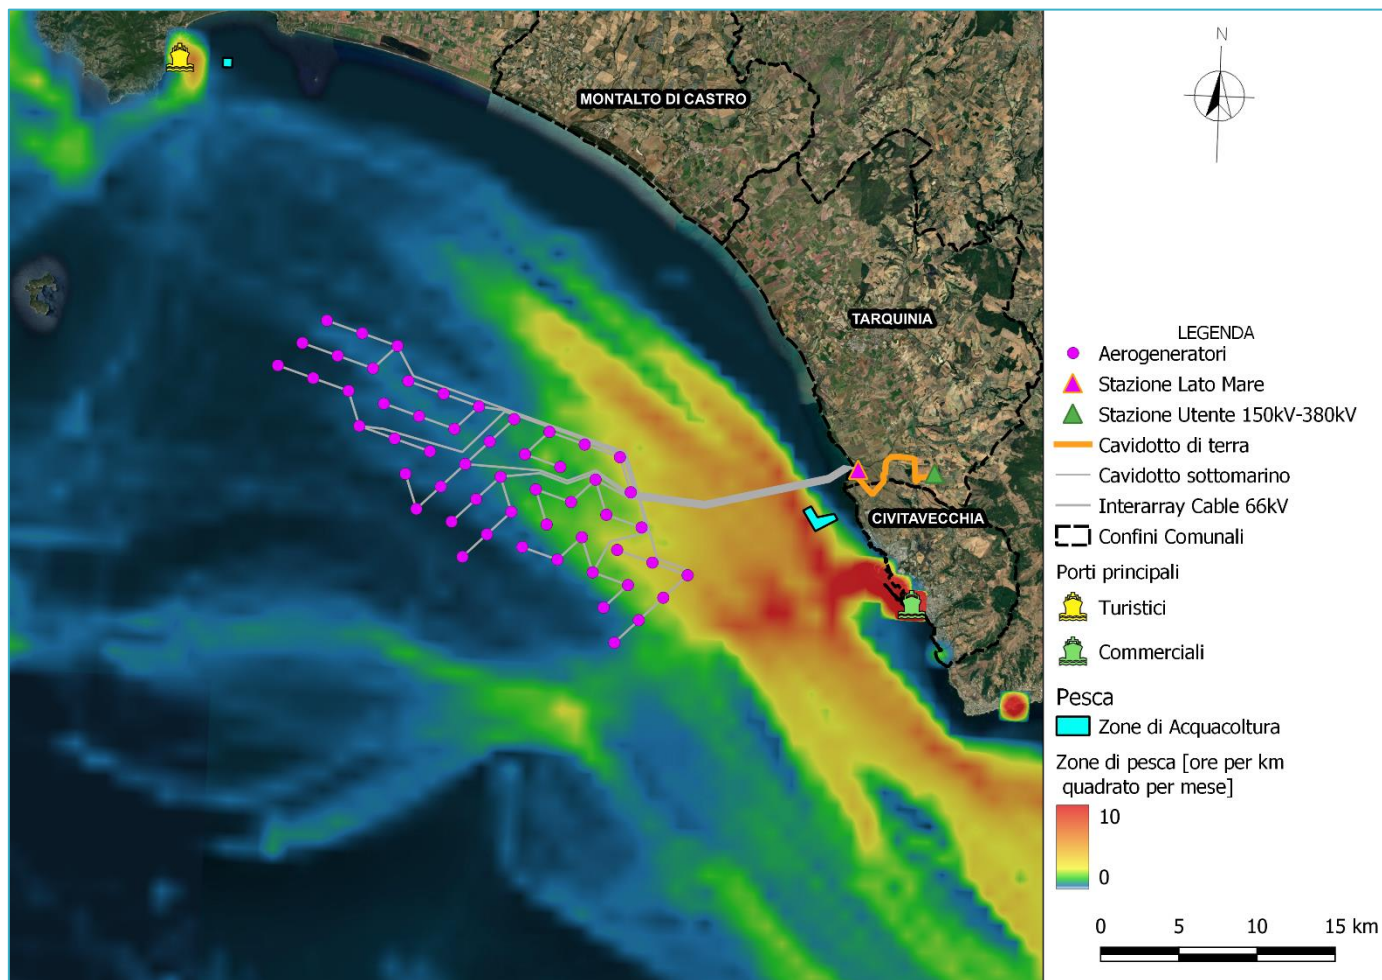 N
MONTALTO DI CASTRO
TARQUINIA
CIVITAVECCHIA
LEGENDA
Aerogeneratori
Stazione Lato Mare
Stazione Utente 150kV-380kV
Cavidotto di terra
Cavidotto sottomarino
Interarray Cable 66kV
Confini Comunali
Porti principali
Turistici
Commerciali
Pesca
Zone di Acquacoltura
Zone di pesca [ore per km
quadrato per mese]
10
0
0 5 10 15 km